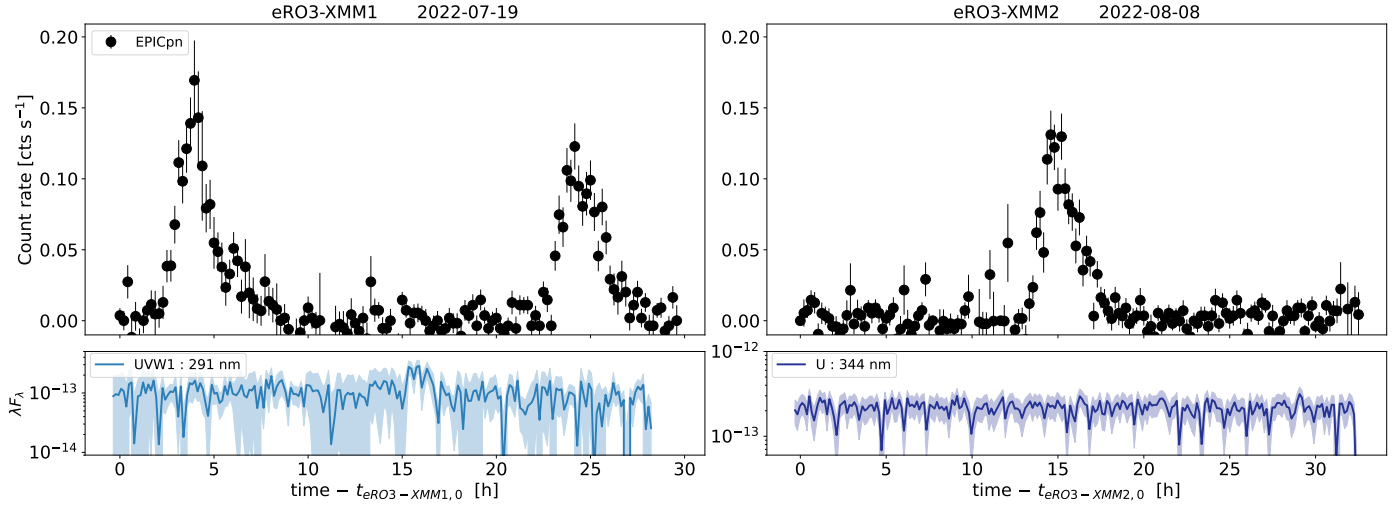 eRO3-XMM1 2022-07-19
eRO3-XMM2 2022-08-08
EPICpn
Count rate [cts s⁻¹]
0.20
0.15
0.10
0.05
0.00
0.20
0.15
0.10
0.05
0.00
UVW1 : 291 nm
λF_λ
10⁻¹³
10⁻¹⁴
U : 344 nm
10⁻¹²
10⁻¹³
0 5 10 15 20 25 30
0 5 10 15 20 25 30
time − t_eRO3−XMM1, 0 [h]
time − t_eRO3−XMM2, 0 [h]